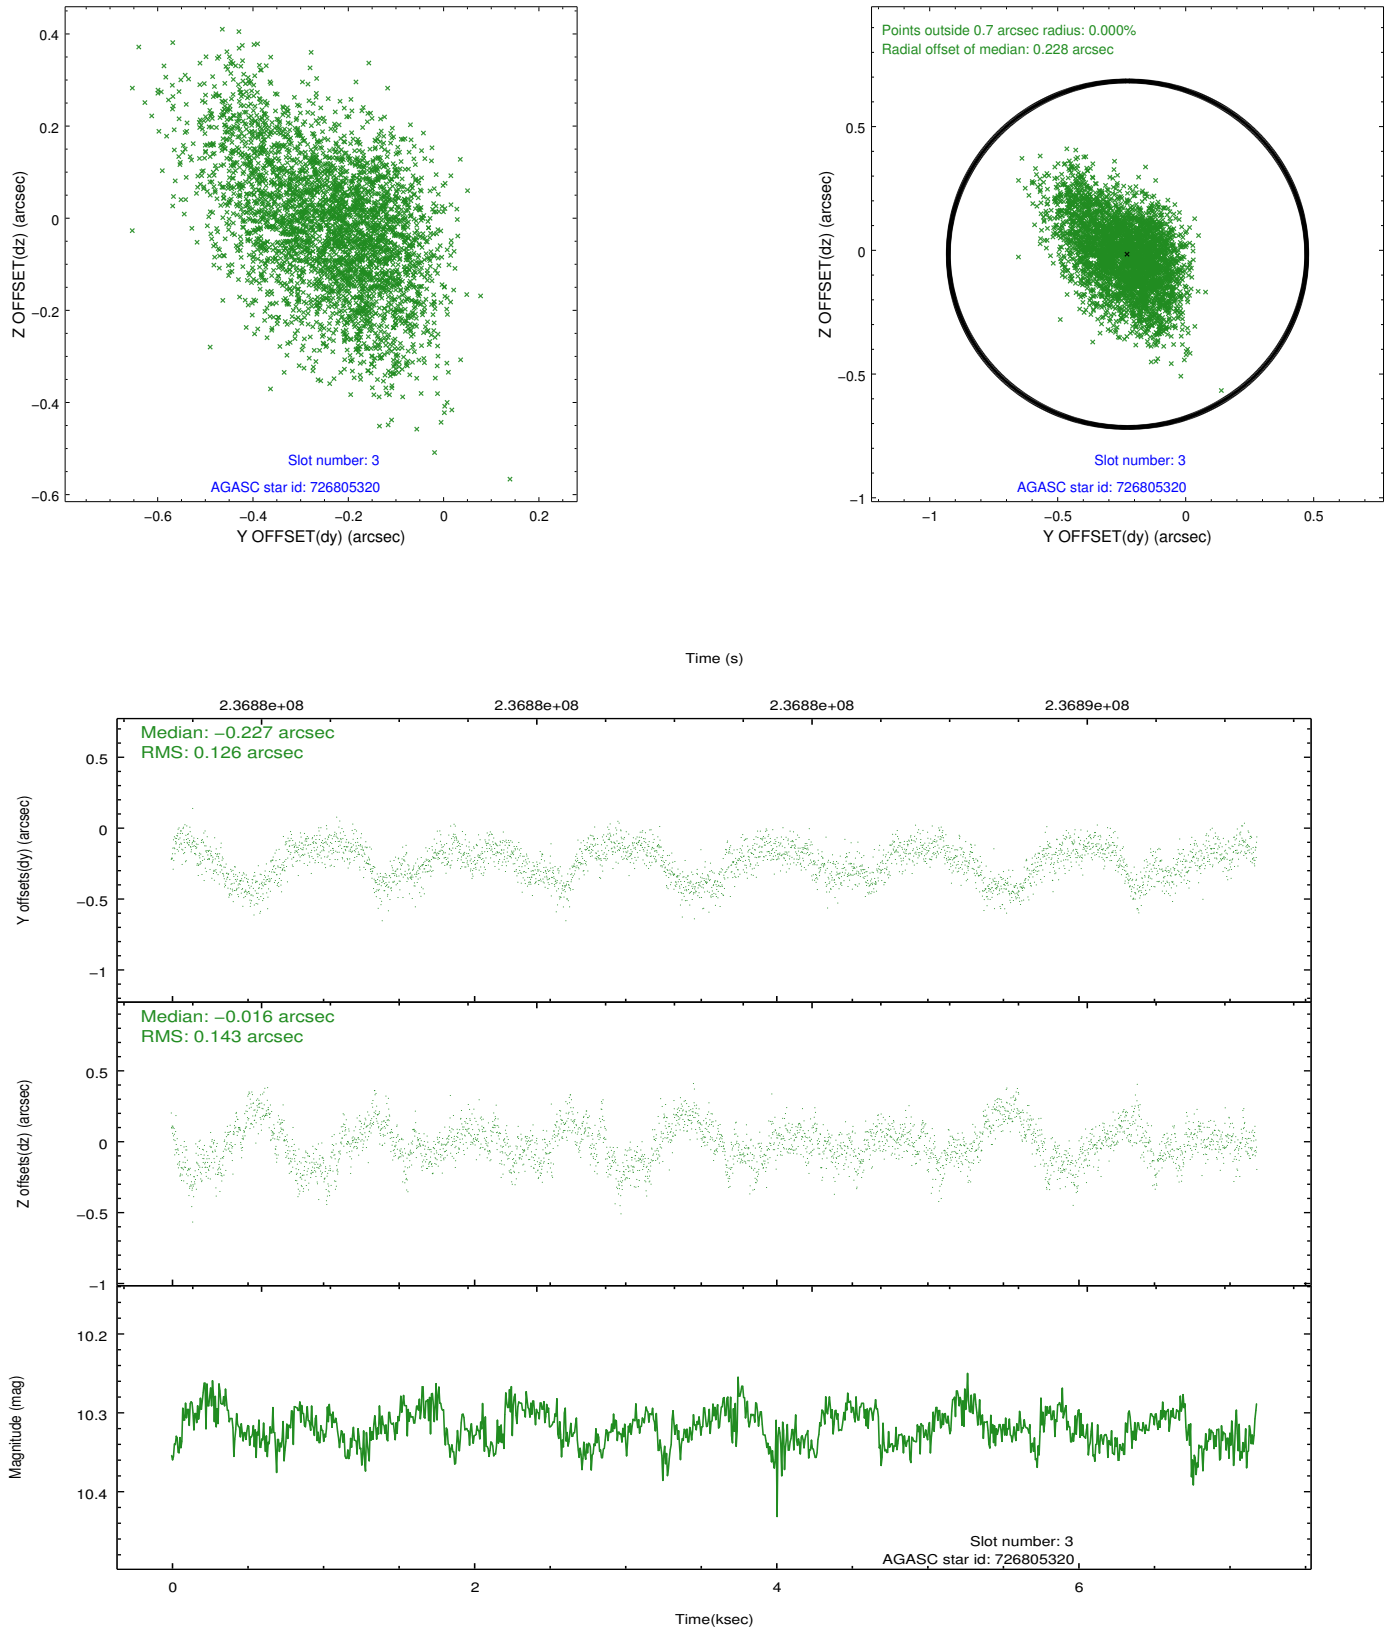 0.4
0.2
0
−0.2
−0.4
−0.6
−0.6
−0.4
−0.2
0
0.2
Z OFFSET(dz) (arcsec)
Y OFFSET(dy) (arcsec)
Slot number: 3
AGASC star id: 726805320
Points outside 0.7 arcsec radius: 0.000%
Radial offset of median: 0.228 arcsec
0.5
0
−0.5
−1
−1
−0.5
0
0.5
Z OFFSET(dz) (arcsec)
Y OFFSET(dy) (arcsec)
Slot number: 3
AGASC star id: 726805320
Time (s)
2.3688e+08
2.3688e+08
2.3688e+08
2.3689e+08
Median: −0.227 arcsec
RMS: 0.126 arcsec
0.5
0
−0.5
−1
Y offsets(dy) (arcsec)
Median: −0.016 arcsec
RMS: 0.143 arcsec
0.5
0
−0.5
−1
Z offsets(dz) (arcsec)
10.2
10.3
10.4
Magnitude (mag)
Slot number: 3
AGASC star id: 726805320
0
2
4
6
Time(ksec)